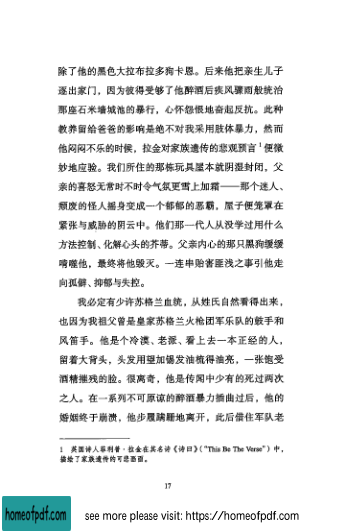 除了他的黑色大拉布拉多狗卡恩。后来他把亲生儿子
逐出家门，因为彼得受够了他醉酒后疾风骤雨般统治
那座石米墙城池的暴行，心怀怨恨地奋起反抗。此种
教养留给爸爸的影响是绝不对我采用肢体暴力，然而
他闷闷不乐的时候，拉金对家族遗传的悲观预言1便微
妙地应验。我们所住的那栋玩具屋本就阴湿封闭，父
亲的喜怒无常不时令气氛更雪上加霜——那个迷人、
颓废的怪人摇身变成一个郁郁的恶霸，屋子便笼罩在
紧张与威胁的阴云中。他们那一代人从没学过用什么
方法控制、化解心头的芥蒂。父亲内心的那只黑狗缓缓
啃噬他，最终将他毁灭。一连串贻害匪浅之事引他走
向孤僻、抑郁与失控。
我必定有少许苏格兰血统，从姓氏自然看得出来，
也因为我祖父曾是皇家苏格兰火枪团军乐队的鼓手和
风笛手。他是个冷漠、老派、看上去一本正经的人，
留着大背头，头发用望加锡发油梳得油亮，一张饱受
酒精摧残的脸。很离奇，他是传闻中少有的死过两次
之人。在一系列不可原谅的醉酒暴力插曲过后，他的
婚姻终于崩溃，他步履蹒跚地离开，此后偕住军队老
1 英国诗人菲利普·拉金在其名诗《诗曰》（"This Be The Verse"）中，
描绘了家族遗传的可悲面面。
17
homeofpdf.com
see more please visit: https://homeofpdf.com